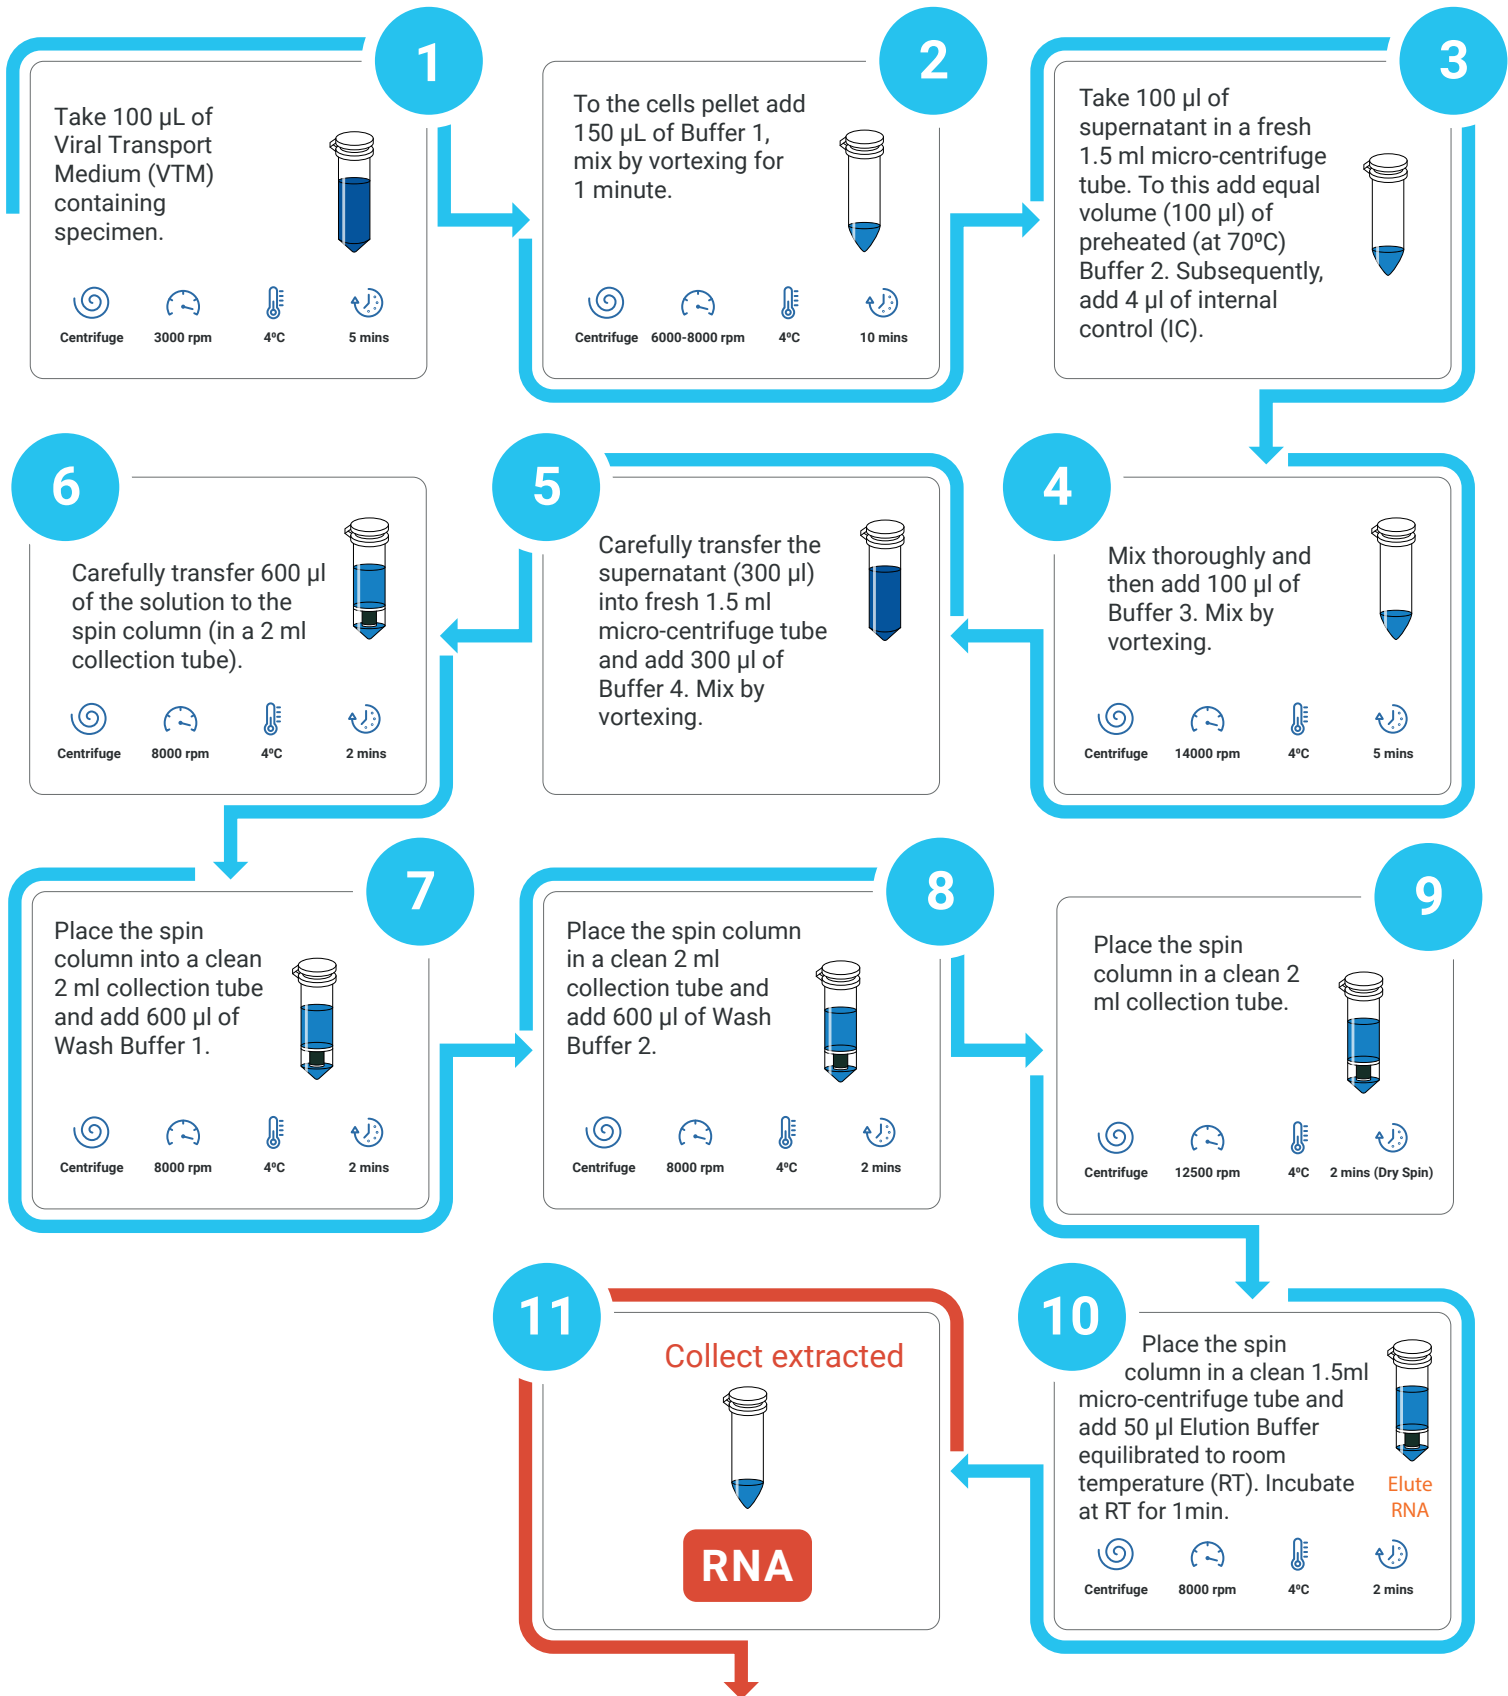 1
Take 100 µL of
Viral Transport
Medium (VTM)
containing
specimen.
Centrifuge 3000 rpm 4ºC 5 mins
2
To the cells pellet add
150 µL of Buffer 1,
mix by vortexing for
1 minute.
Centrifuge 6000-8000 rpm 4ºC 10 mins
3
Take 100 µl of
supernatant in a fresh
1.5 ml micro-centrifuge
tube. To this add equal
volume (100 µl) of
preheated (at 70ºC)
Buffer 2. Subsequently,
add 4 µl of internal
control (IC).
4
Mix thoroughly and
then add 100 µl of
Buffer 3. Mix by
vortexing.
Centrifuge 14000 rpm 4ºC 5 mins
5
Carefully transfer the
supernatant (300 µl)
into fresh 1.5 ml
micro-centrifuge tube
and add 300 µl of
Buffer 4. Mix by
vortexing.
6
Carefully transfer 600 µl
of the solution to the
spin column (in a 2 ml
collection tube).
Centrifuge 8000 rpm 4ºC 2 mins
7
Place the spin
column into a clean
2 ml collection tube
and add 600 µl of
Wash Buffer 1.
Centrifuge 8000 rpm 4ºC 2 mins
8
Place the spin column
in a clean 2 ml
collection tube and
add 600 µl of Wash
Buffer 2.
Centrifuge 8000 rpm 4ºC 2 mins
9
Place the spin
column in a clean 2
ml collection tube.
Centrifuge 12500 rpm 4ºC 2 mins (Dry Spin)
10
Place the spin
column in a clean 1.5ml
micro-centrifuge tube and
add 50 µl Elution Buffer
equilibrated to room
temperature (RT). Incubate
at RT for 1min.
Elute
RNA
Centrifuge 8000 rpm 4ºC 2 mins
11
Collect extracted
RNA